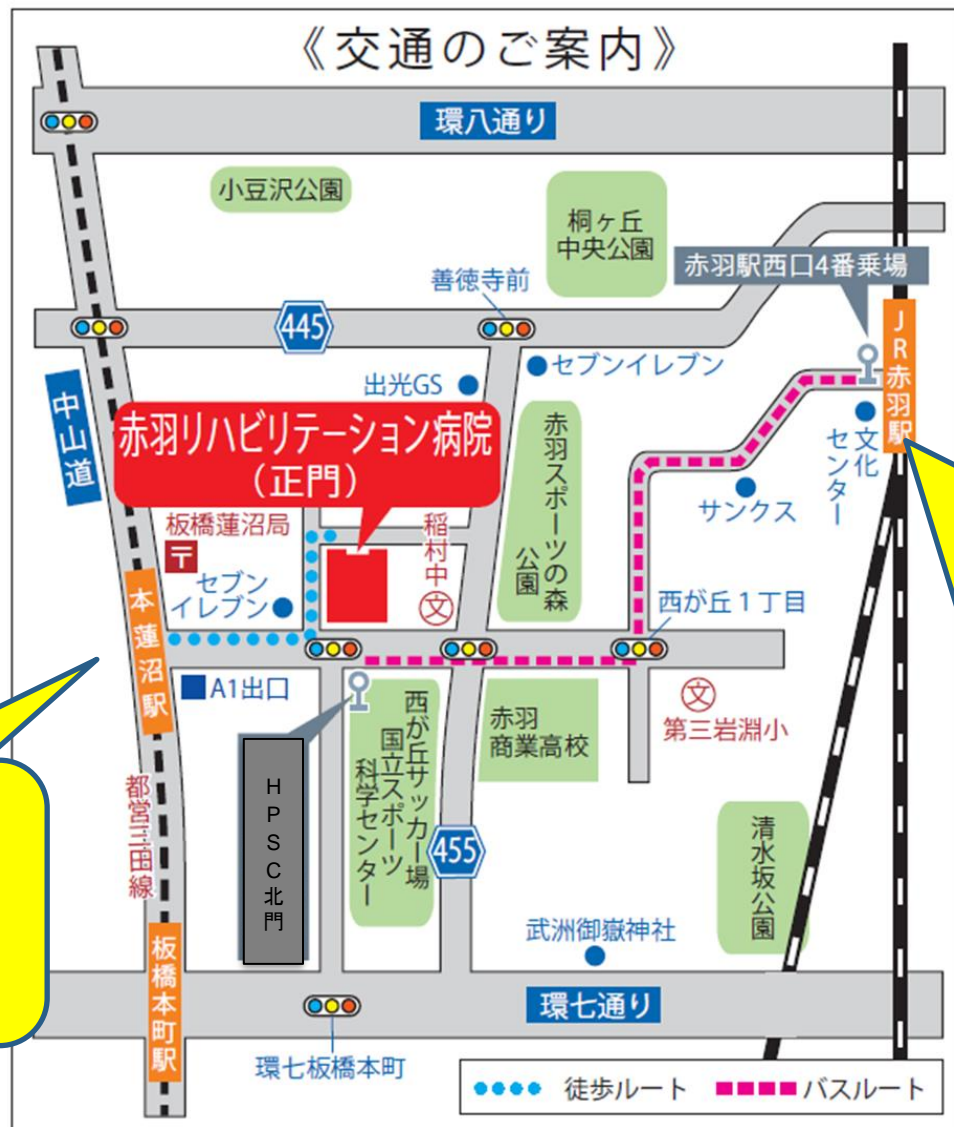 《交通のご案内》
環八通り
小豆沢公園
桐ヶ丘
中央公園
赤羽駅西口4番乗場
善徳寺前
445
JR赤羽駅
セブンイレブン
出光GS
中山道
赤羽リハビリテーション病院
(正門)
赤羽スポーツの森
公園
文化
センター
サンクス
板橋蓮沼局
〒
稲村中
文
セブン
イレブン
西が丘1丁目
本蓮沼駅
A1出口
西が丘サッカー場
国立スポーツ
科学センター
赤羽
商業高校
文
第三岩淵小
HPSC北門
都営三田線
455
清水坂公園
武洲御嶽神社
板橋本町駅
環七通り
環七板橋本町
徒歩ルート
バスルート